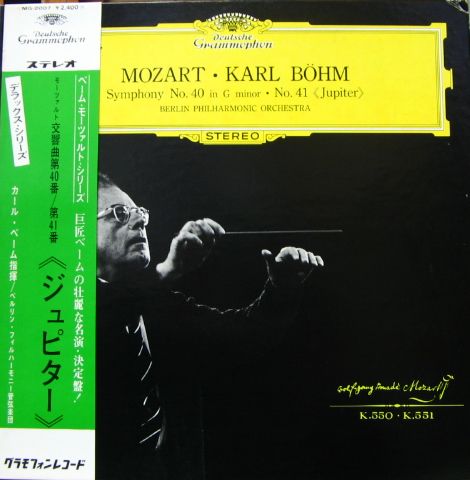 MG 2007 ¥2,400
Deutsche
Grammophon
ステレオ
デラックス・シリーズ
ベーム・モーツァルト・シリーズ
モーツァルト
交響曲第40番/第41番
《ジュピター》
巨匠ベームの壮麗な名演・決定盤!
カール・ベーム指揮/ベルリン・フィルハーモニー管弦楽団
グラモフォンレコード
Deutsche
Grammophon
MOZART · KARL BÖHM
Symphony No. 40 in G minor · No. 41 《Jupiter》
BERLIN PHILHARMONIC ORCHESTRA
STEREO
Wolfgang Amadé Mozart
K.550 · K.551